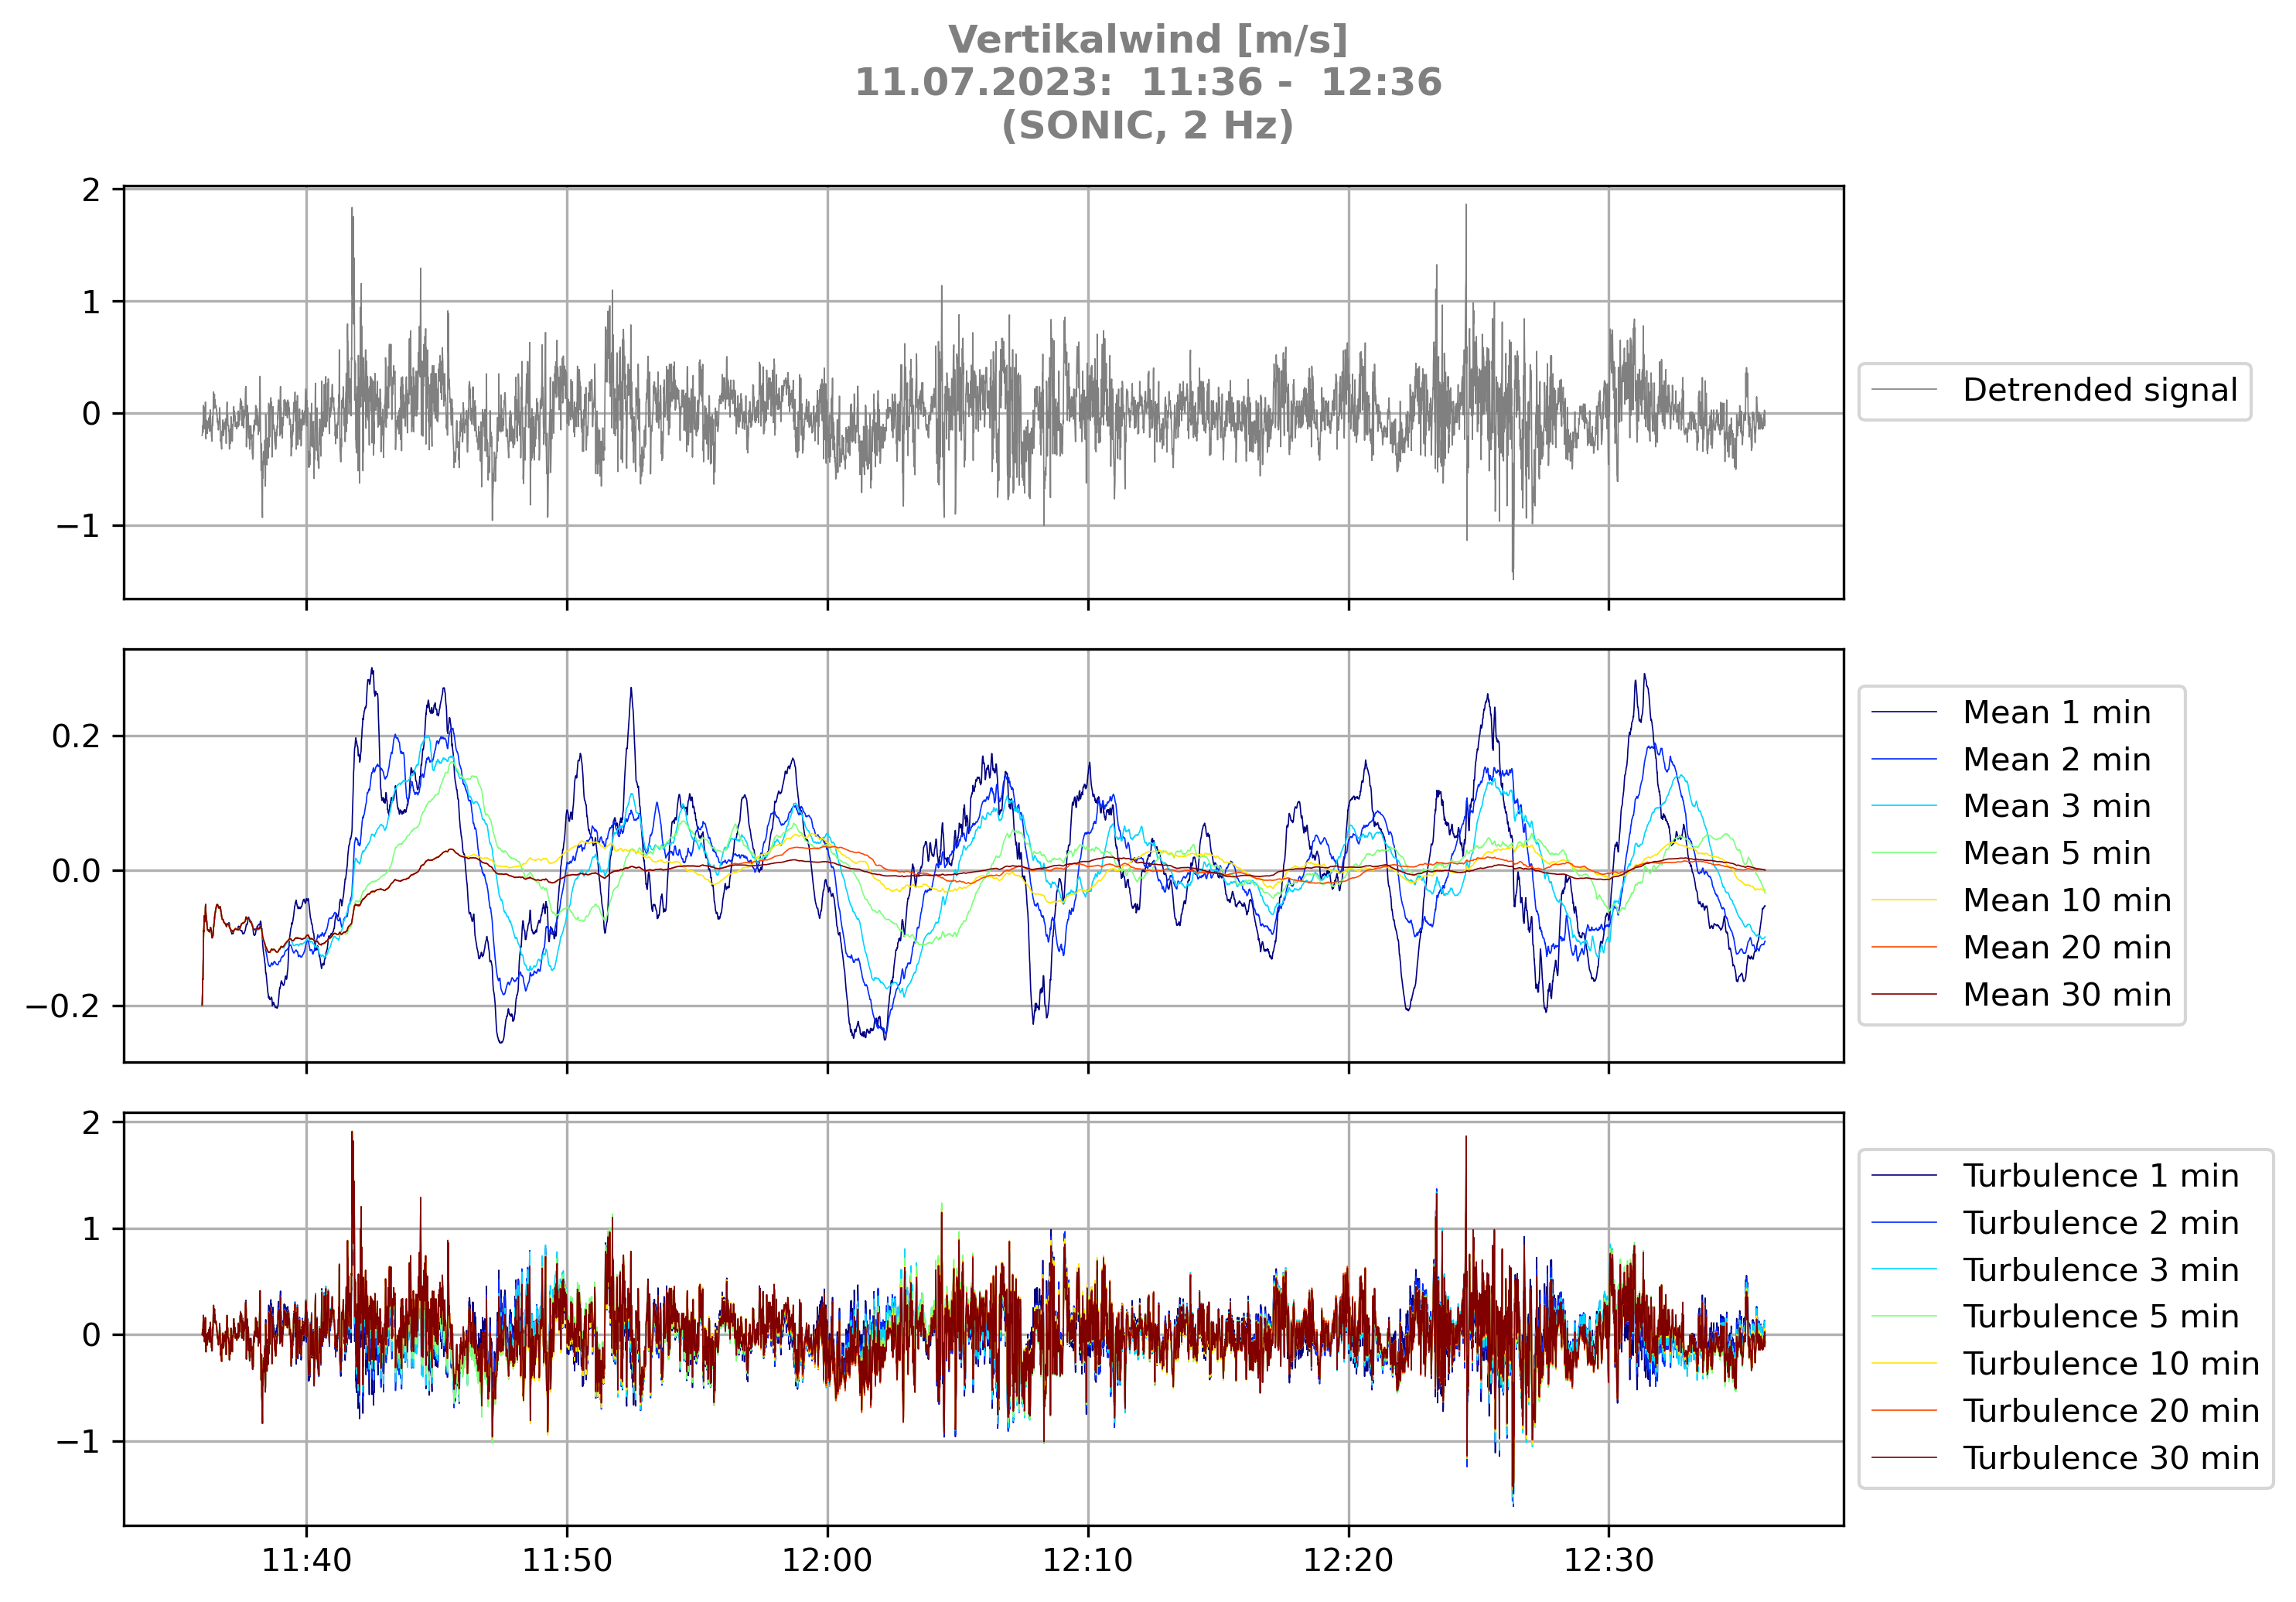 Vertikalwind [m/s]
11.07.2023:  11:36 -  12:36
(SONIC, 2 Hz)
2
1
0
−1
Detrended signal
0.2
0.0
−0.2
Mean 1 min
Mean 2 min
Mean 3 min
Mean 5 min
Mean 10 min
Mean 20 min
Mean 30 min
2
1
0
−1
Turbulence 1 min
Turbulence 2 min
Turbulence 3 min
Turbulence 5 min
Turbulence 10 min
Turbulence 20 min
Turbulence 30 min
11:40 11:50 12:00 12:10 12:20 12:30